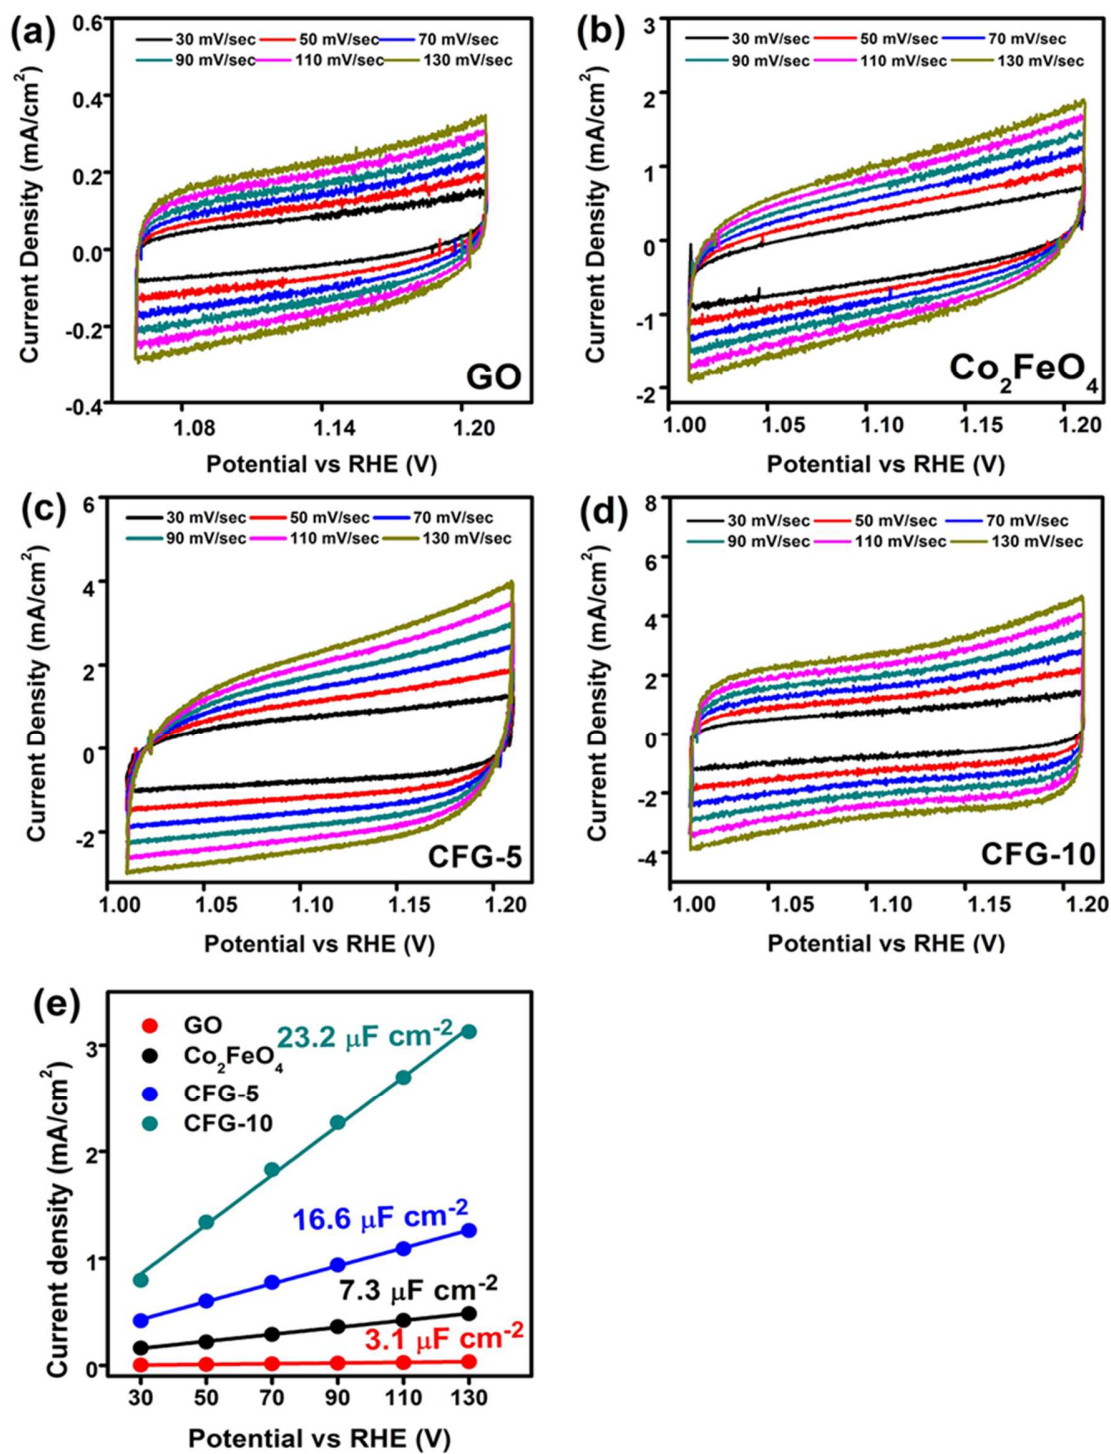 (a)
0.6
0.4
0.2
0.0
-0.2
-0.4
Current Density (mA/cm²)
30 mV/sec 50 mV/sec 70 mV/sec
90 mV/sec 110 mV/sec 130 mV/sec
GO
1.08 1.14 1.20
Potential vs RHE (V)
(b)
3
2
1
0
-1
-2
Current Density (mA/cm²)
30 mV/sec 50 mV/sec 70 mV/sec
90 mV/sec 110 mV/sec 130 mV/sec
Co₂FeO₄
1.00 1.05 1.10 1.15 1.20
Potential vs RHE (V)
(c)
6
4
2
0
-2
Current Density (mA/cm²)
30 mV/sec 50 mV/sec 70 mV/sec
90 mV/sec 110 mV/sec 130 mV/sec
CFG-5
1.00 1.05 1.10 1.15 1.20
Potential vs RHE (V)
(d)
8
6
4
2
0
-2
-4
Current Density (mA/cm²)
30 mV/sec 50 mV/sec 70 mV/sec
90 mV/sec 110 mV/sec 130 mV/sec
CFG-10
1.00 1.05 1.10 1.15 1.20
Potential vs RHE (V)
(e)
3
2
1
0
Current density (mA/cm²)
GO
Co₂FeO₄
CFG-5
CFG-10
23.2 μF cm⁻²
16.6 μF cm⁻²
7.3 μF cm⁻²
3.1 μF cm⁻²
30 50 70 90 110 130
Potential vs RHE (V)